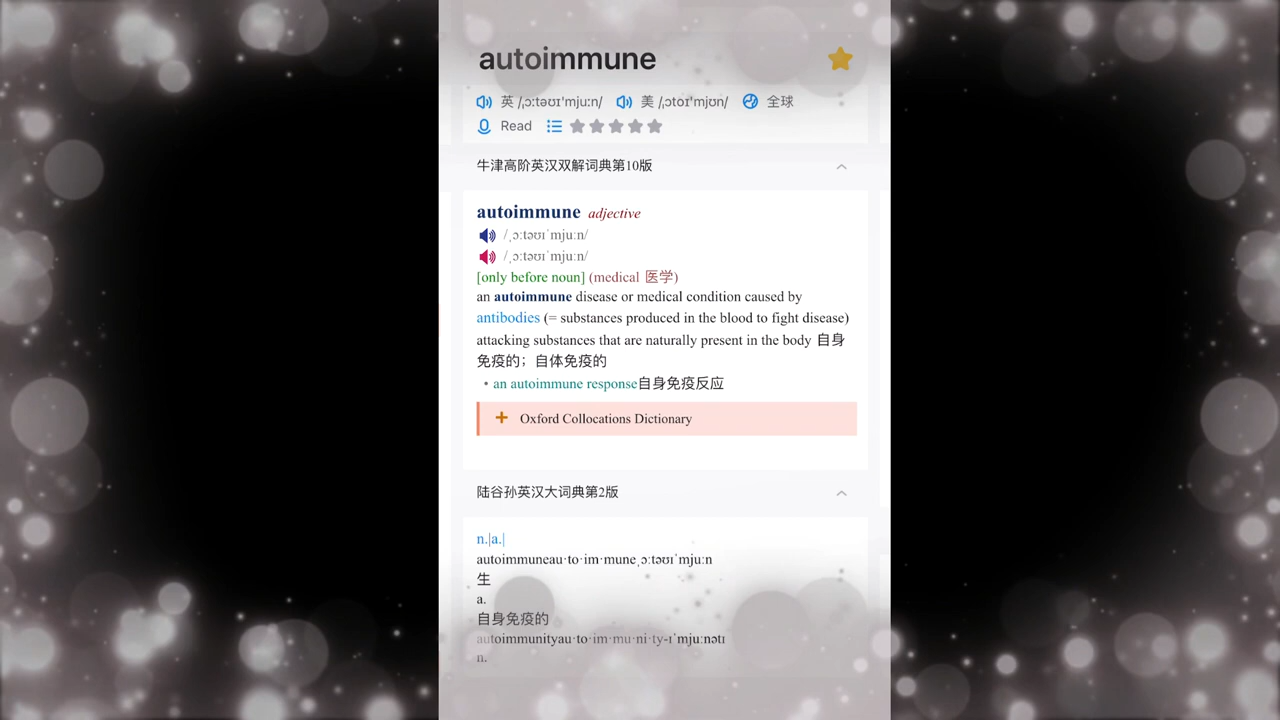 autoimmune
英 /ˌɔːtəʊɪ'mjuːn/ 美 /ˌɔtoɪ'mjʊn/ 全球
Read
牛津高阶英汉双解词典第10版
autoimmune adjective
/ˌɔːtəʊɪˈmjuːn/
/ˌɔːtəʊɪˈmjuːn/
[only before noun] (medical 医学)
an autoimmune disease or medical condition caused by
antibodies (= substances produced in the blood to fight disease)
attacking substances that are naturally present in the body 自身
免疫的；自体免疫的
• an autoimmune response自身免疫反应
+ Oxford Collocations Dictionary
陆谷孙英汉大词典第2版
n.|a.|
autoimmuneau·to·im·mune ˌɔːtəʊɪˈmjuːn
生
a.
自身免疫的
autoimmunityau·to·im·mu·ni·ty-ɪˈmjuːnətɪ
n.